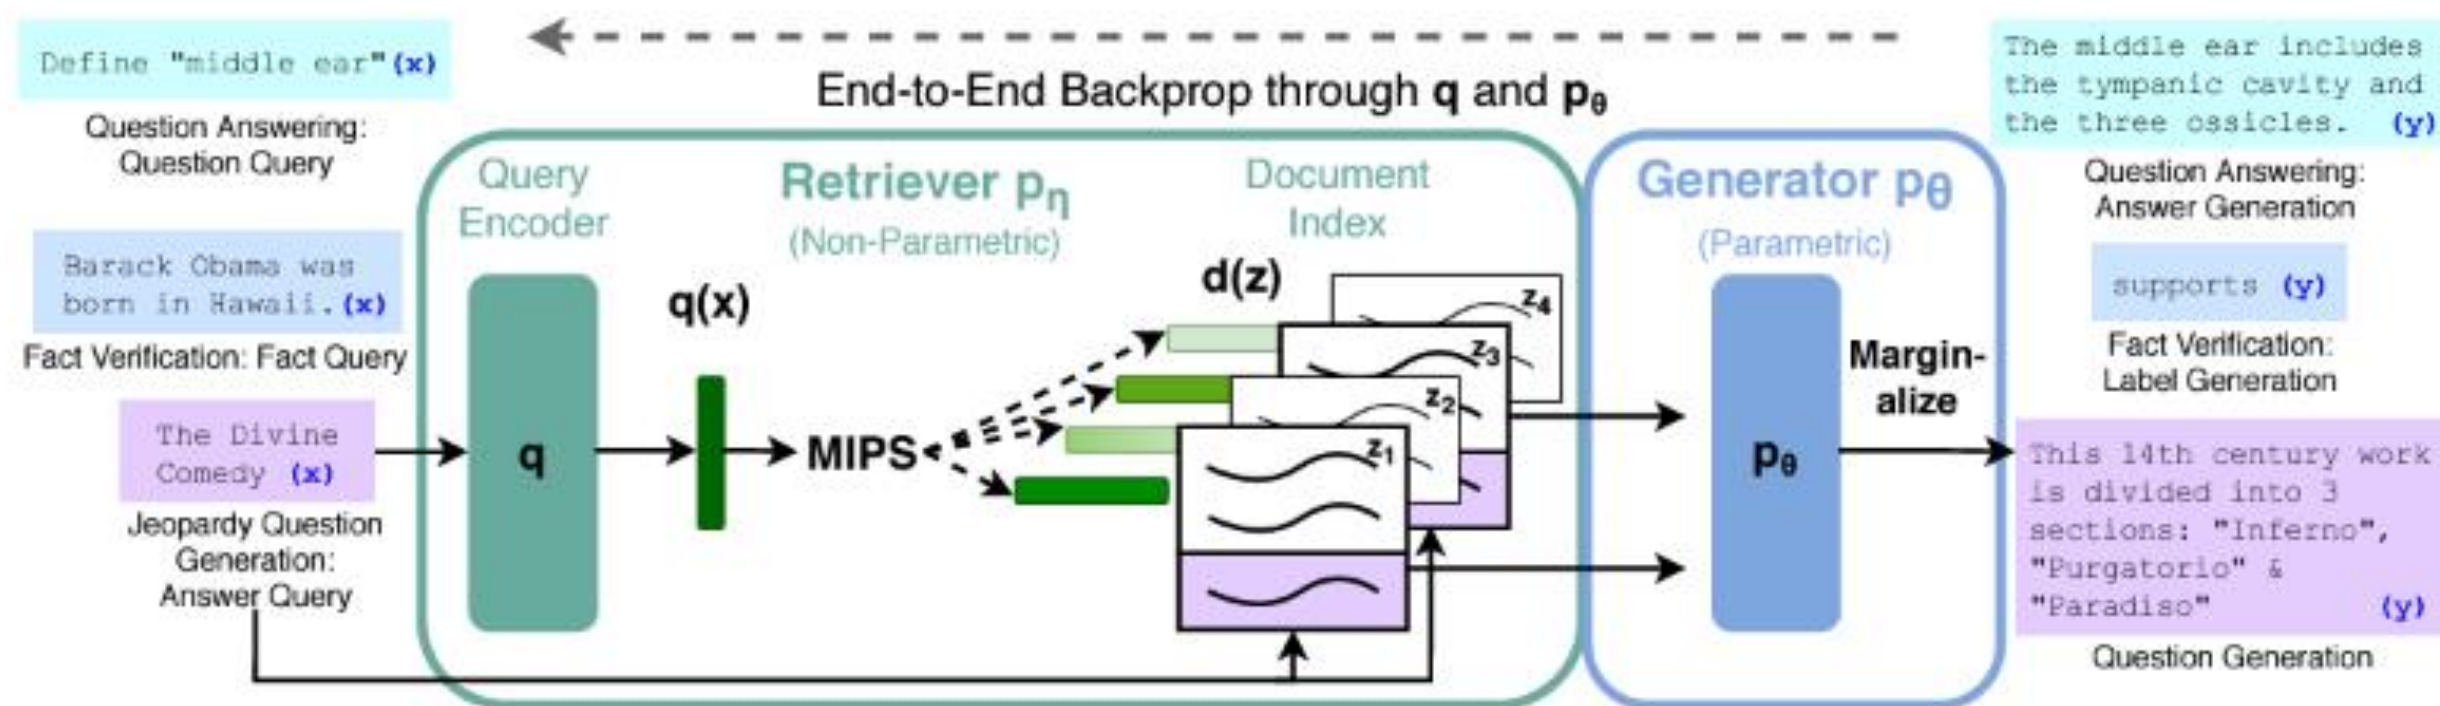 Define "middle ear" (x)
Question Answering:
Question Query
Barack Obama was
born in Hawaii. (x)
Fact Verification: Fact Query
The Divine
Comedy (x)
Jeopardy Question
Generation:
Answer Query
End-to-End Backprop through q and pθ
Query
Encoder
q
q(x)
Retriever pη
(Non-Parametric)
MIPS
Document
Index
d(z)
z4
z3
z2
z1
Generator pθ
(Parametric)
pθ
Margin-
alize
The middle ear includes
the tympanic cavity and
the three ossicles. (y)
Question Answering:
Answer Generation
supports (y)
Fact Verification:
Label Generation
This 14th century work
is divided into 3
sections: "Inferno",
"Purgatorio" &
"Paradiso" (y)
Question Generation